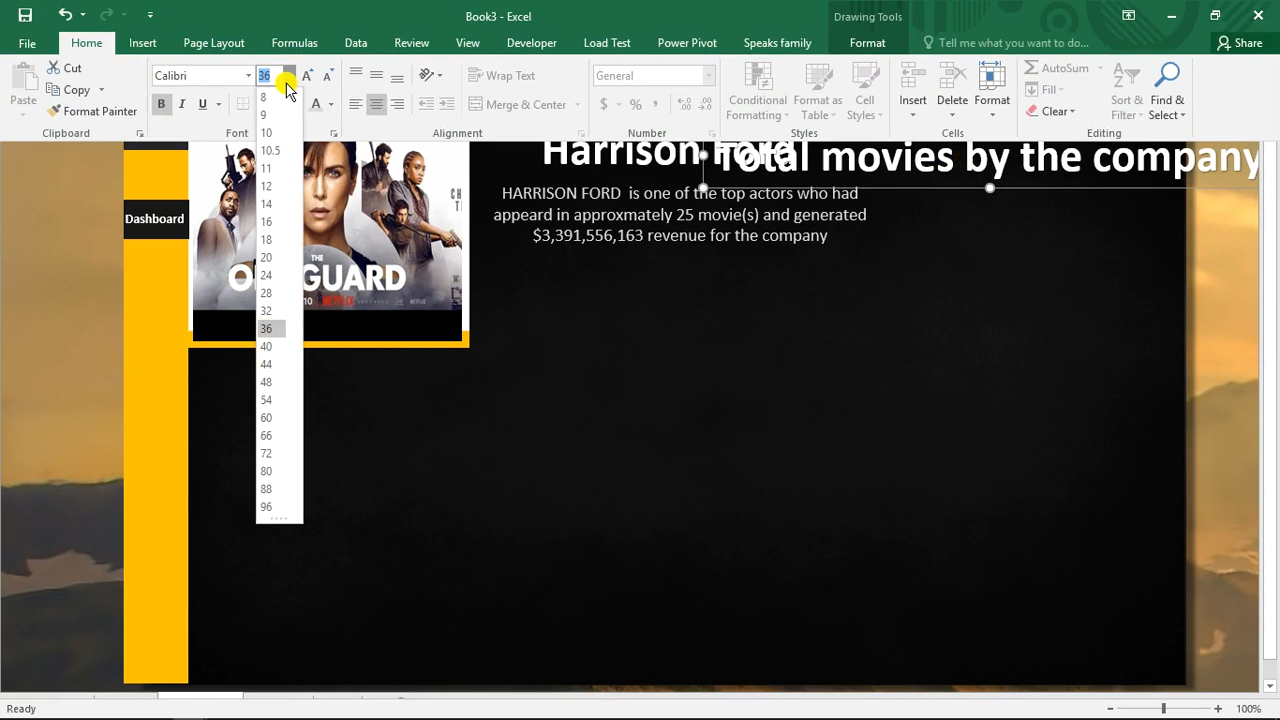 Book3 - Excel
Drawing Tools
File
Home
Insert
Page Layout
Formulas
Data
Review
View
Developer
Load Test
Power Pivot
Speaks family
Format
Tell me what you want to do...
Share
Paste
Cut
Copy
Format Painter
Clipboard
Calibri
36
B I U
A
Font
Wrap Text
Merge & Center
Alignment
General
$ % ,
Number
Conditional
Formatting
Format as
Table
Cell
Styles
Styles
Insert
Delete
Format
Cells
AutoSum
Fill
Clear
Find &
Select
Editing
8
9
10
10.5
11
12
14
16
18
20
24
28
32
36
40
44
48
54
60
66
72
80
88
96
Dashboard
THE
GUARD
NETFLIX
Harrison Ford
Total movies by the company
HARRISON FORD is one of the top actors who had
appeard in approxmately 25 movie(s) and generated
$3,391,556,163 revenue for the company
Ready
100%